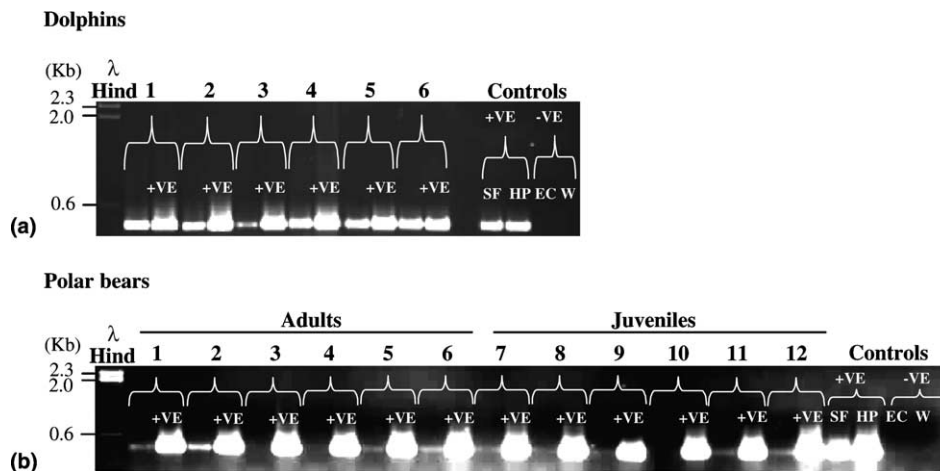 Dolphins
(Kb) λ
Hind 1 2 3 4 5 6 Controls
2.3
2.0
+VE -VE
+VE +VE +VE +VE +VE +VE SF HP EC W
0.6
(a)
Polar bears
Adults Juveniles
(Kb) λ
Hind 1 2 3 4 5 6 7 8 9 10 11 12 Controls
2.3
2.0
+VE -VE
+VE +VE +VE +VE +VE +VE +VE +VE +VE +VE +VE +VE SF HP EC W
0.6
(b)